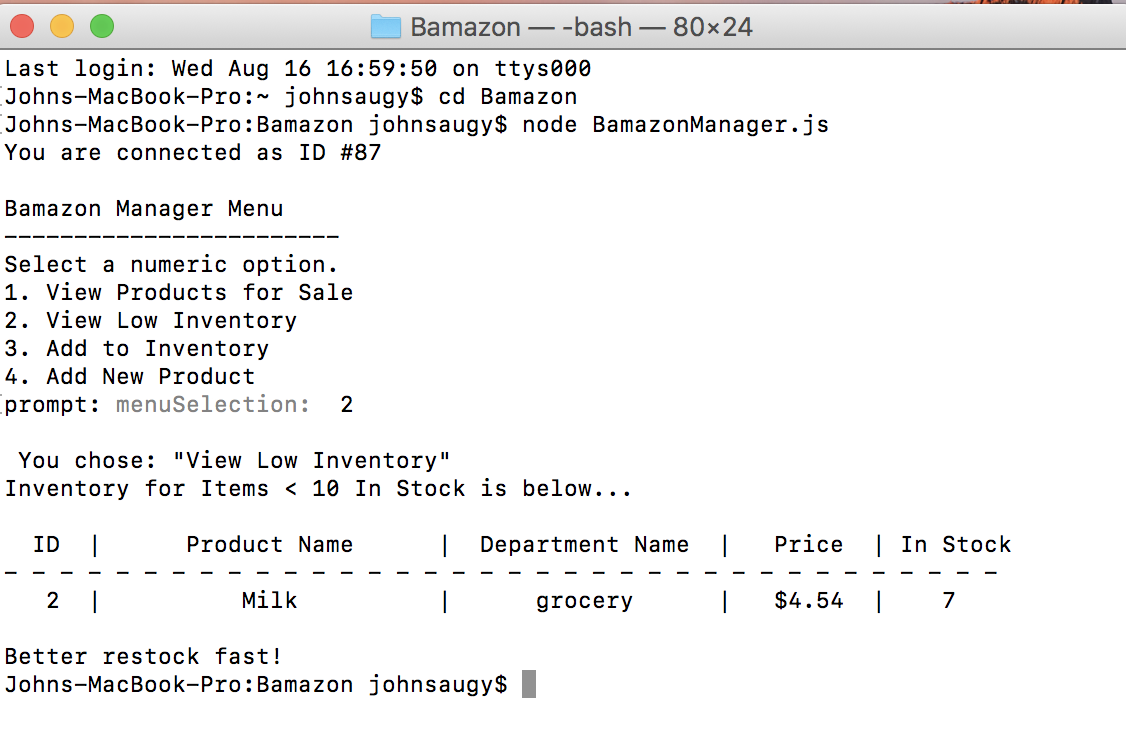 Bamazon — -bash — 80×24
Last login: Wed Aug 16 16:59:50 on ttys000
Johns-MacBook-Pro:~ johnsaugy$ cd Bamazon
Johns-MacBook-Pro:Bamazon johnsaugy$ node BamazonManager.js
You are connected as ID #87
Bamazon Manager Menu
------------------------
Select a numeric option.
1. View Products for Sale
2. View Low Inventory
3. Add to Inventory
4. Add New Product
prompt: menuSelection:  2
 You chose: "View Low Inventory"
Inventory for Items < 10 In Stock is below...
  ID  |      Product Name      |  Department Name  |   Price  | In Stock
- - - - - - - - - - - - - - - - - - - - - - - - - - - - - - - - - - - -
   2  |          Milk          |      grocery      |   $4.54  |    7
Better restock fast!
Johns-MacBook-Pro:Bamazon johnsaugy$